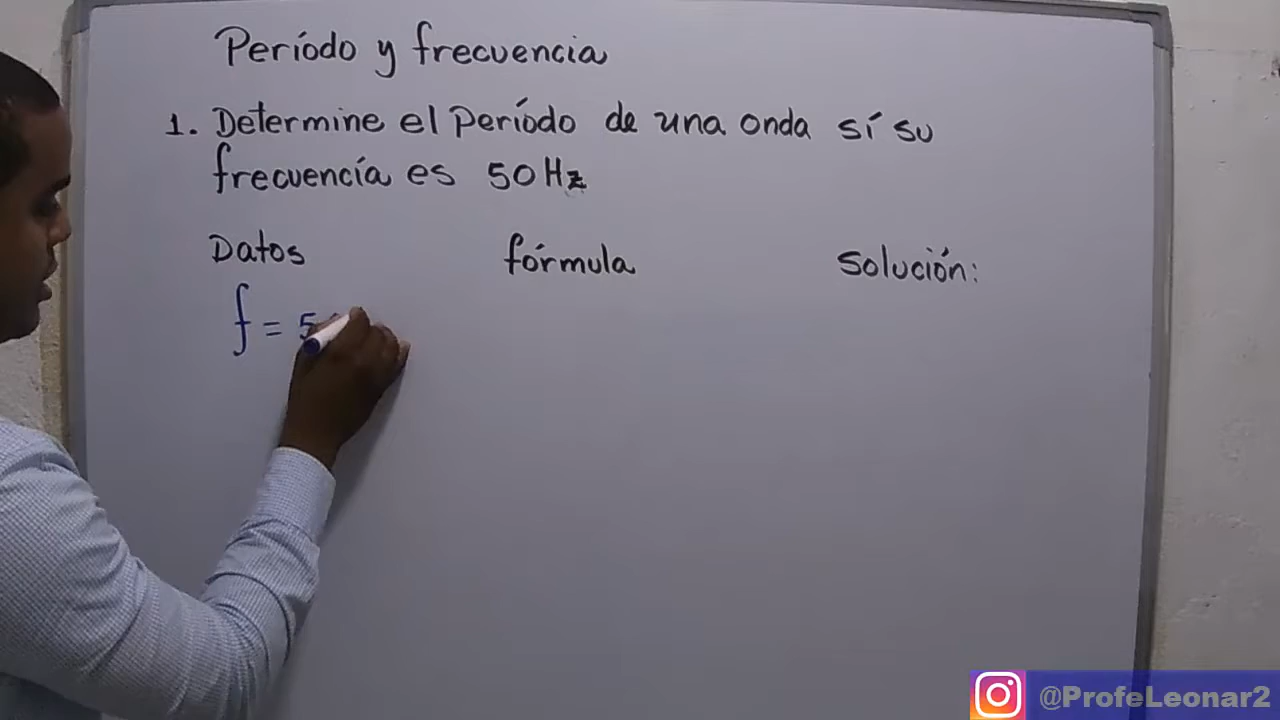 Período y frecuencia
1. Determine el Período de una onda sí su
frecuencía es 50 Hz
Datos fórmula solución:
f = 5
@ProfeLeonar2